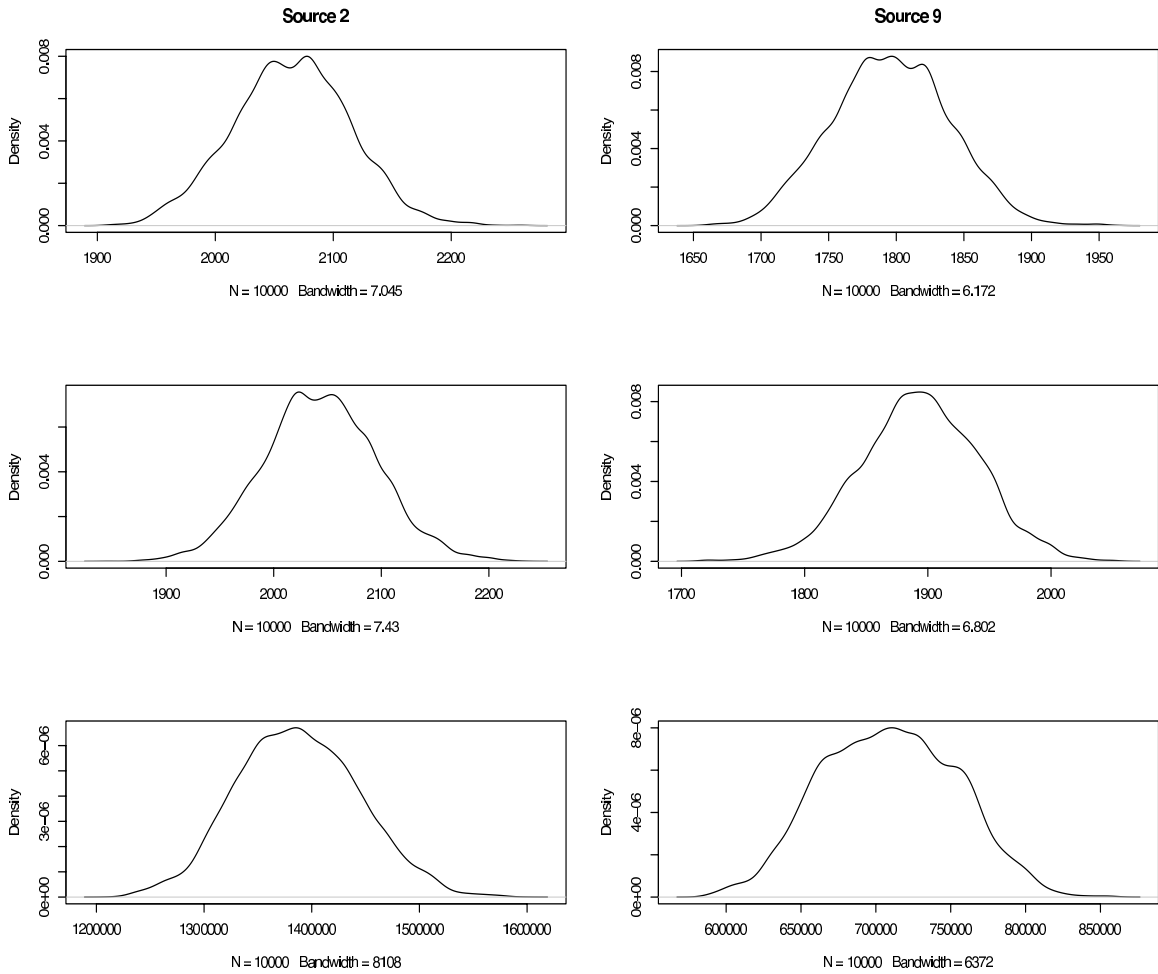 Source 2
Density
0.000 0.004 0.008
1900 2000 2100 2200
N = 10000 Bandwidth = 7.045
Source 9
Density
0.000 0.004 0.008
1650 1700 1750 1800 1850 1900 1950
N = 10000 Bandwidth = 6.172
Density
0.000 0.004
1900 2000 2100 2200
N = 10000 Bandwidth = 7.43
Density
0.000 0.004 0.008
1700 1800 1900 2000
N = 10000 Bandwidth = 6.802
Density
0e+00 3e−06 6e−06
1200000 1300000 1400000 1500000 1600000
N = 10000 Bandwidth = 8108
Density
0e+00 4e−06 8e−06
600000 650000 700000 750000 800000 850000
N = 10000 Bandwidth = 6372